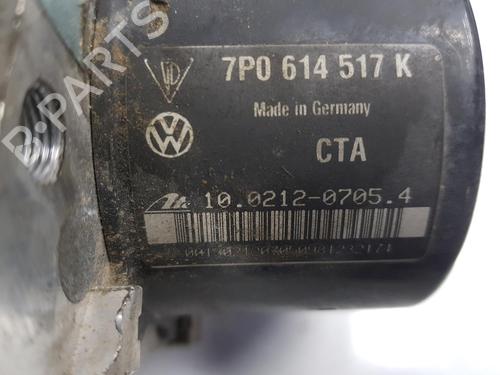 7P0 614 517 K
Made in Germany
CTA
10.0212-0705.4
B-PARTS